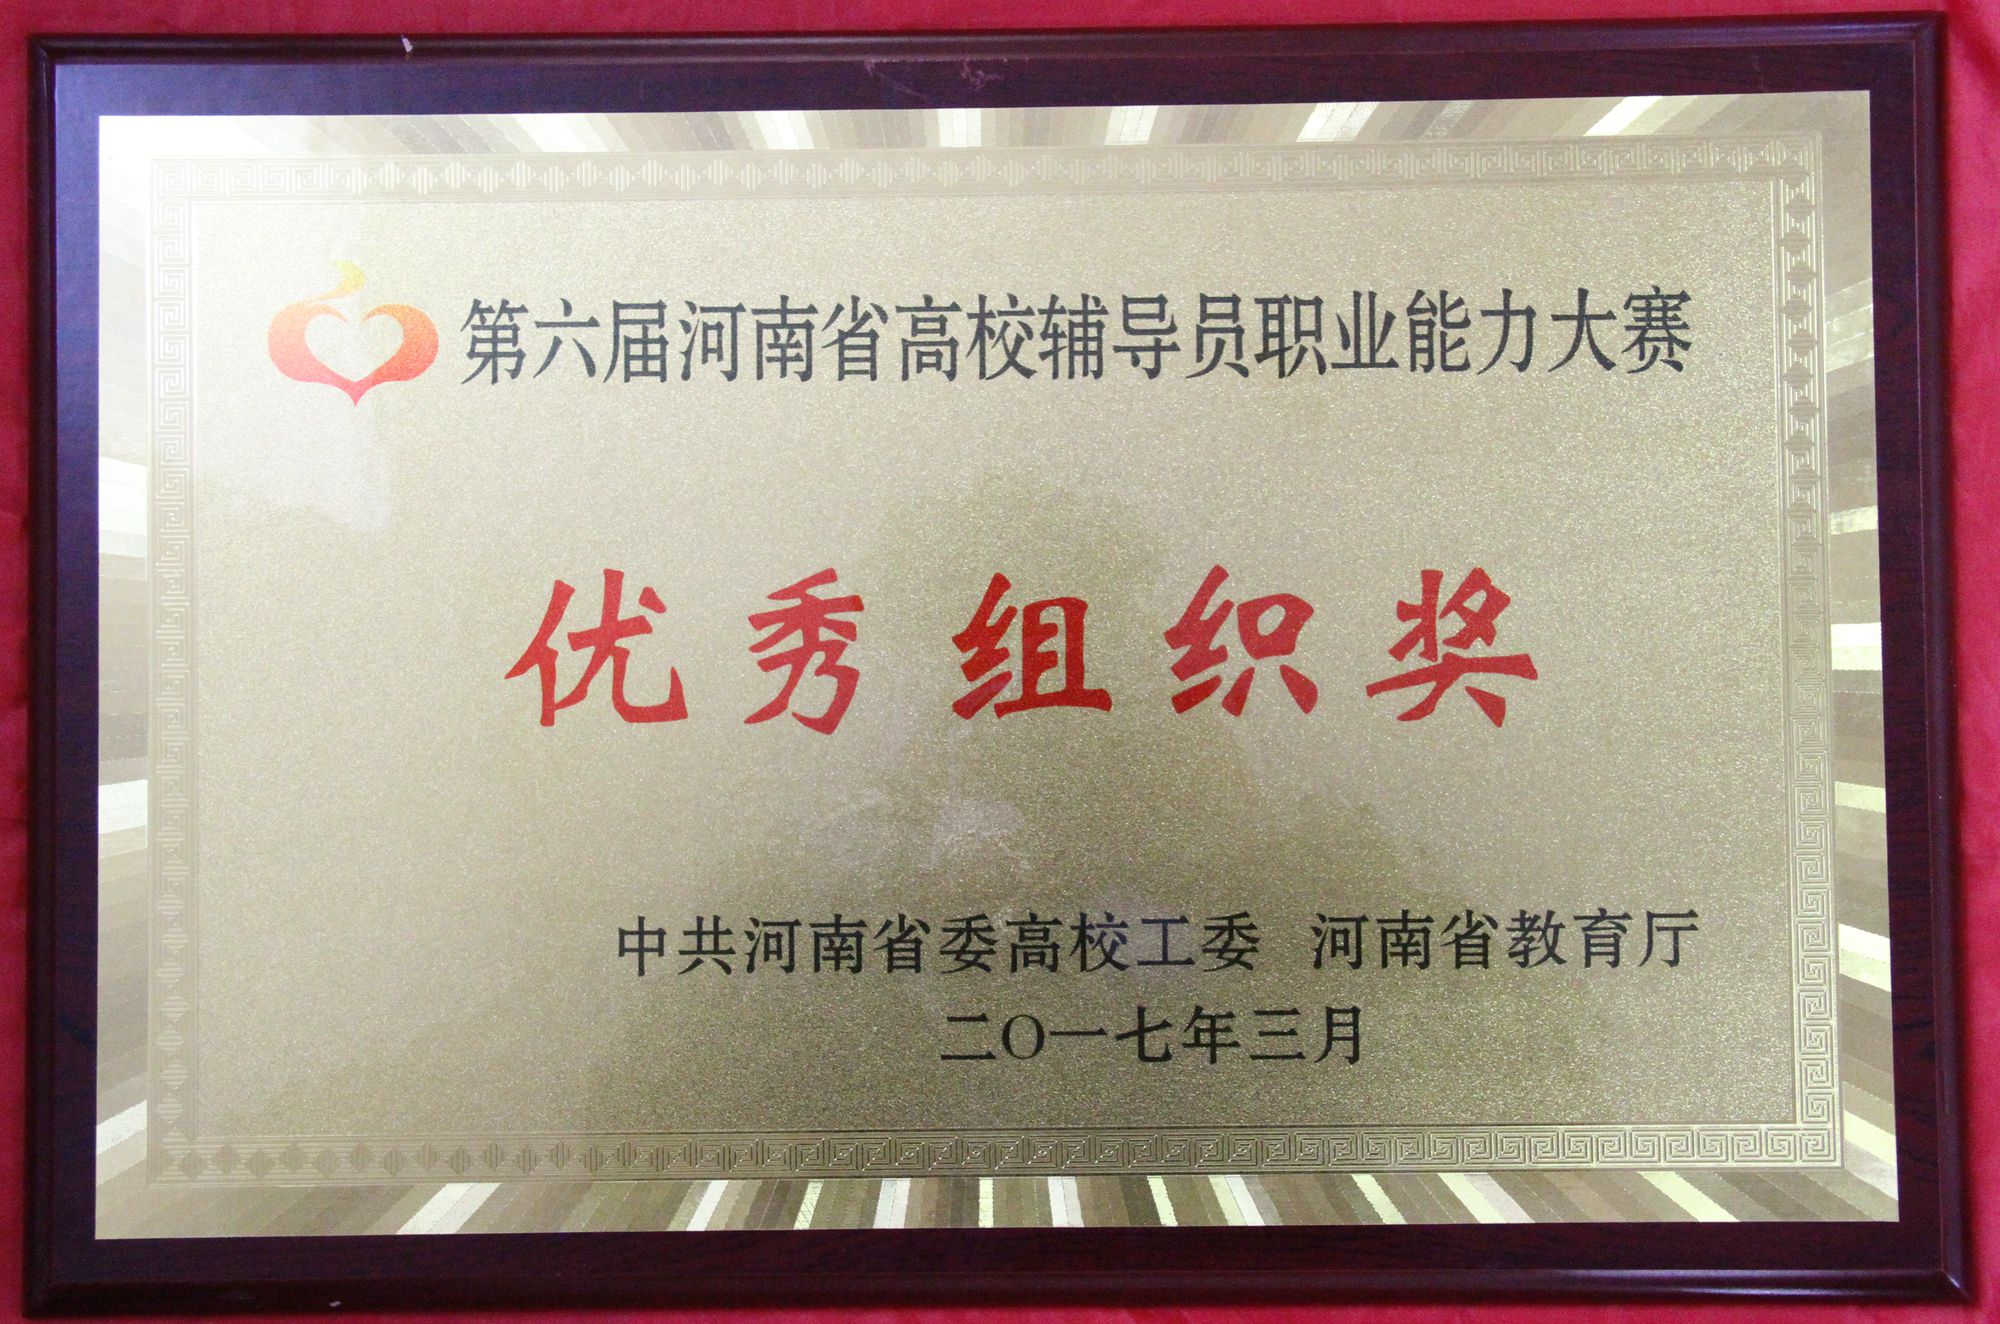 第六届河南省高校辅导员职业能力大赛
优秀组织奖
中共河南省委高校工委 河南省教育厅
二〇一七年三月